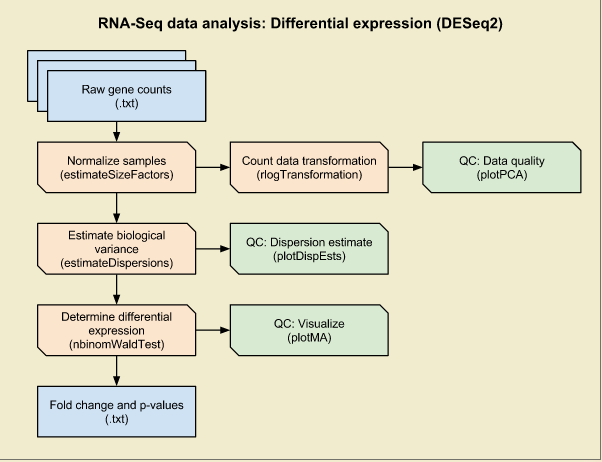 RNA-Seq data analysis: Differential expression (DESeq2)
Raw gene counts
(.txt)
Normalize samples
(estimateSizeFactors)
Count data transformation
(rlogTransformation)
QC: Data quality
(plotPCA)
Estimate biological
variance
(estimateDispersions)
QC: Dispersion estimate
(plotDispEsts)
Determine differential
expression
(nbinomWaldTest)
QC: Visualize
(plotMA)
Fold change and p-values
(.txt)